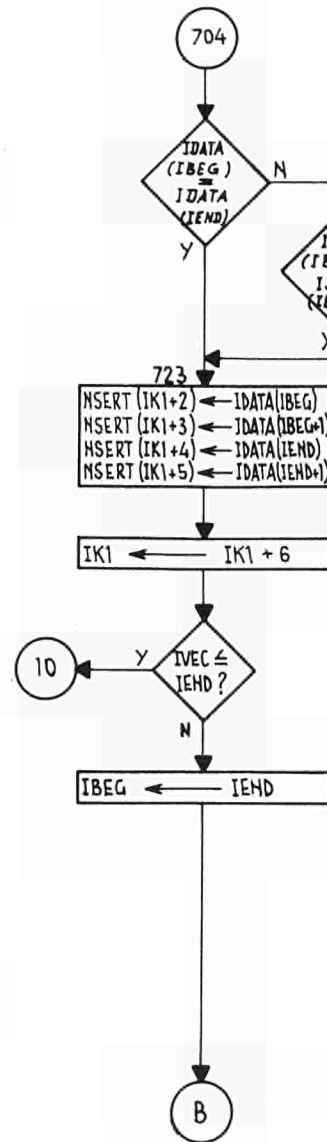 704
IDATA
(IBEG)
=
IDATA
(IEND)
N
Y
723
NSERT (IK1+2) ← IDATA(IBEG)
NSERT (IK1+3) ← IDATA(IBEG+1)
NSERT (IK1+4) ← IDATA(IEND)
NSERT (IK1+5) ← IDATA(IEND+1)
IK1 ← IK1 + 6
IVEC ≤
IEND ?
Y
10
N
IBEG ← IEND
B